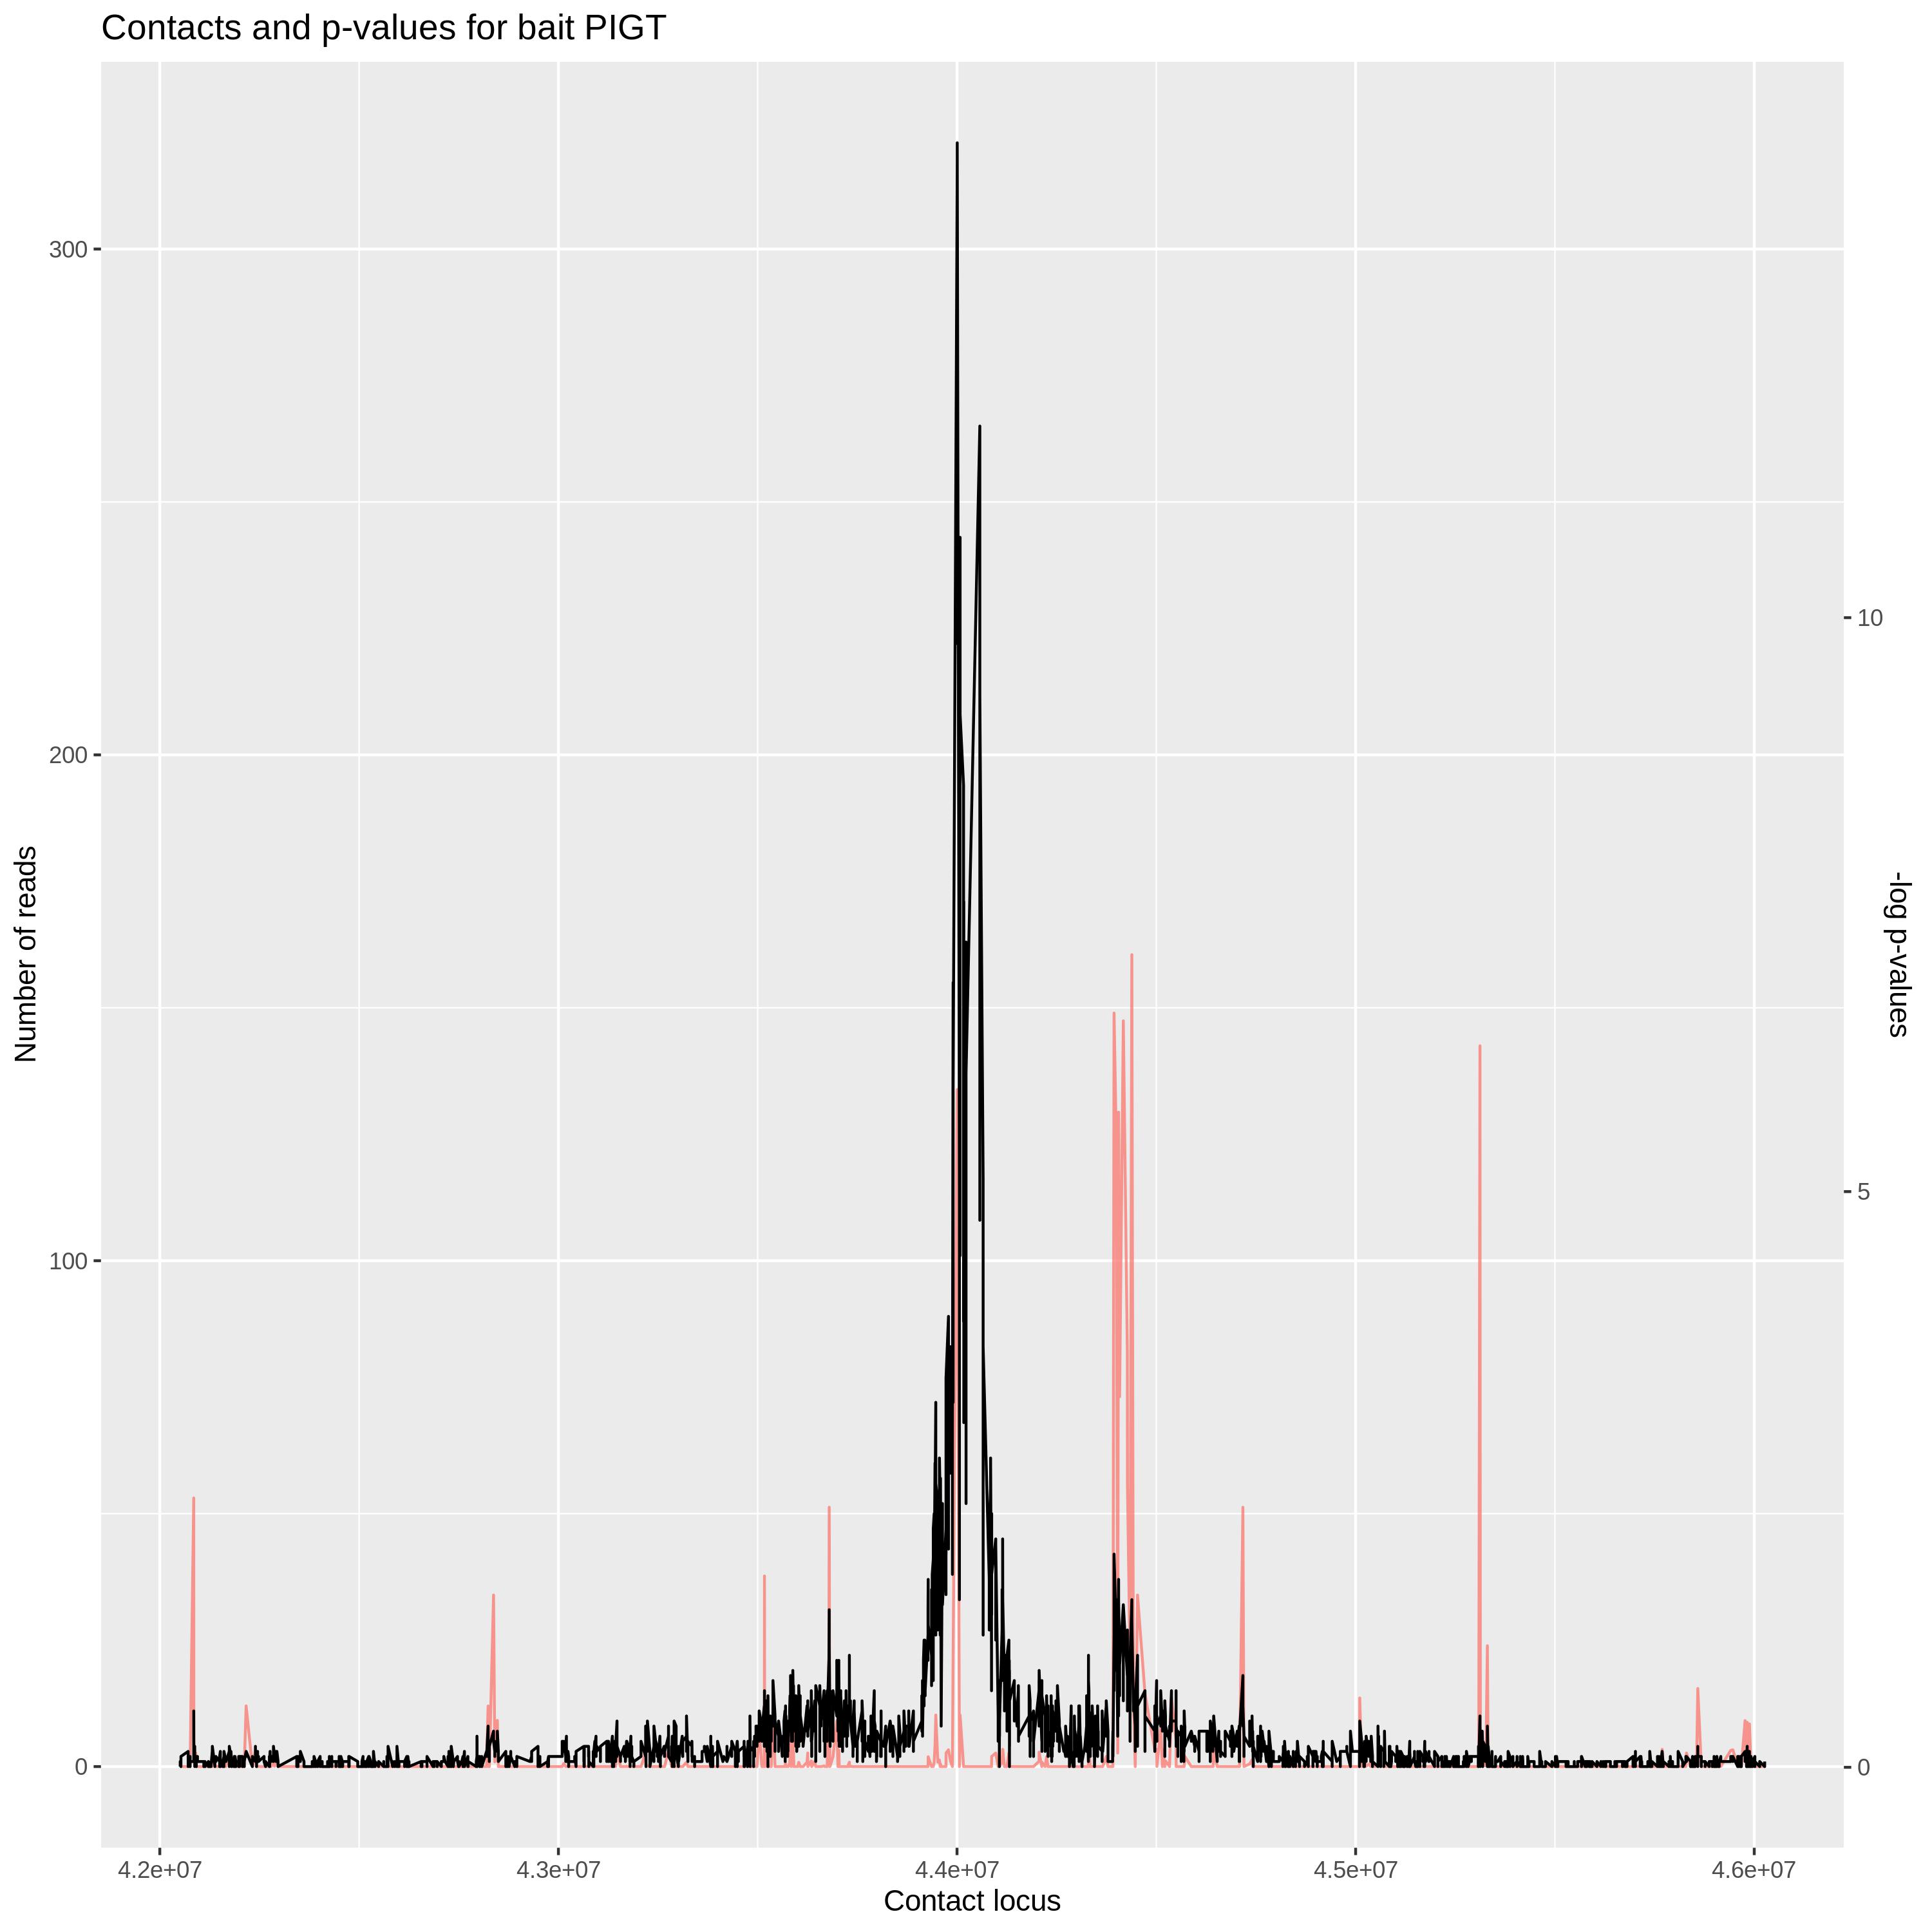 Contacts and p-values for bait PIGT
Number of reads
300
200
100
0
10
5
0
-log p-values
4.2e+07 4.3e+07 4.4e+07 4.5e+07 4.6e+07
Contact locus